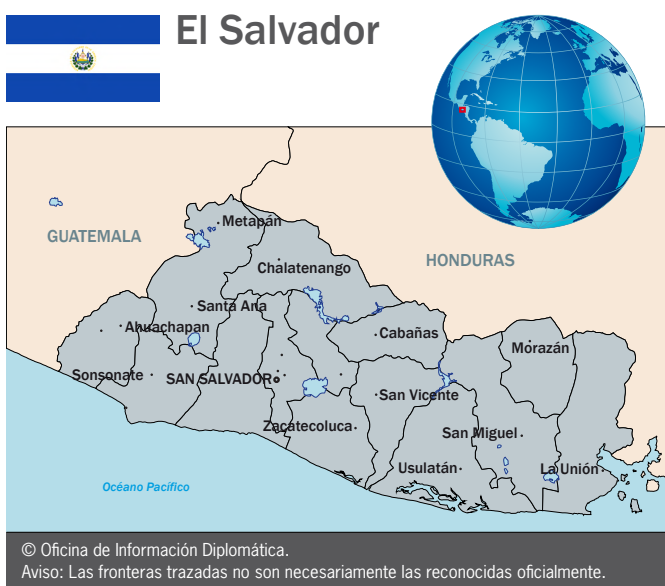 El Salvador
GUATEMALA
Metapán
HONDURAS
Chalatenango
Santa Ana
Ahuachapan
Cabañas
Morazán
Sonsonate
SAN SALVADOR
San Vicente
Zacatecoluca
San Miguel
Usulatán
La Unión
Océano Pacífico
© Oficina de Información Diplomática.
Aviso: Las fronteras trazadas no son necesariamente las reconocidas oficialmente.